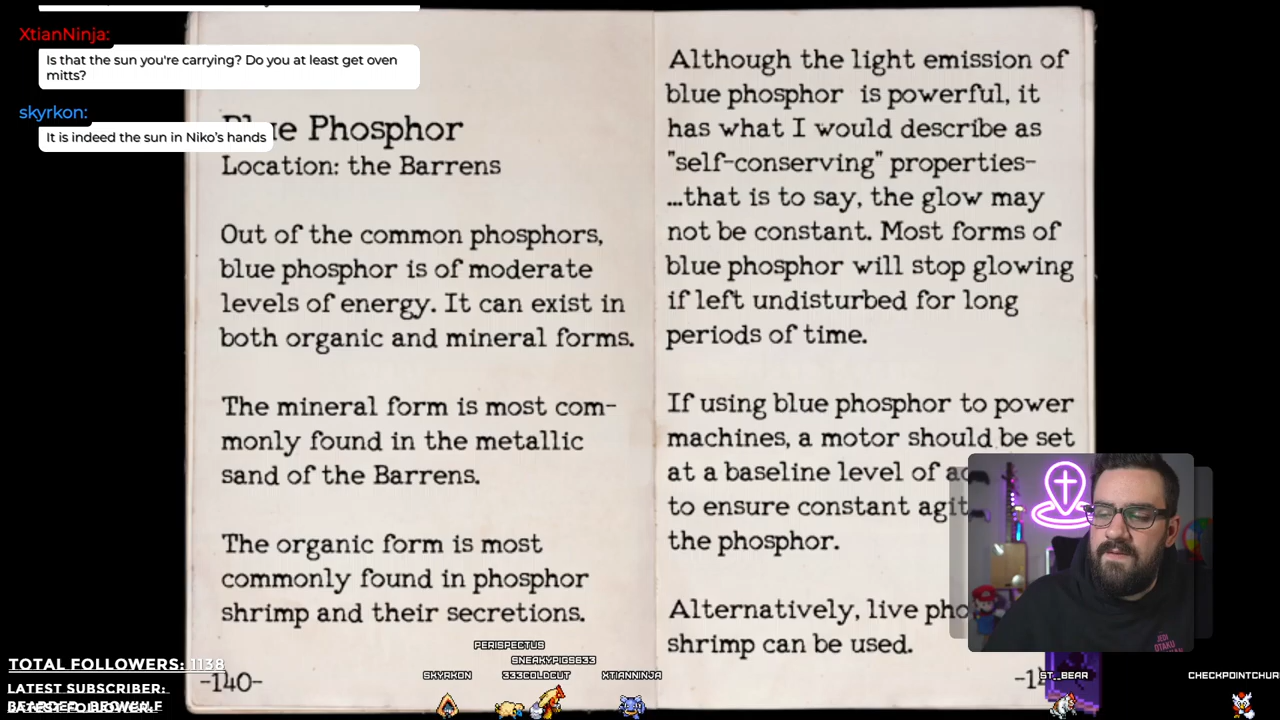 XtianNinja:
Is that the sun you're carrying? Do you at least get oven
mitts?
skyrkon:
It is indeed the sun in Niko's hands
Phosphor
Location: the Barrens
Out of the common phosphors,
blue phosphor is of moderate
levels of energy. It can exist in
both organic and mineral forms.
The mineral form is most com-
monly found in the metallic
sand of the Barrens.
The organic form is most
commonly found in phosphor
shrimp and their secretions.
-140-
Although the light emission of
blue phosphor is powerful, it
has what I would describe as
"self-conserving" properties-
...that is to say, the glow may
not be constant. Most forms of
blue phosphor will stop glowing
if left undisturbed for long
periods of time.
If using blue phosphor to power
machines, a motor should be set
at a baseline level of
to ensure constant
the phosphor.
Alternatively, live
shrimp can be used.
TOTAL FOLLOWERS: 1138
LATEST SUBSCRIBER:
PERISPECTUS
SNEAKYPIGS633
SKYRKON
333COLDCUT
XTIANNINJA
ST._BEAR
CHECKPOINTCHUR
JEDI